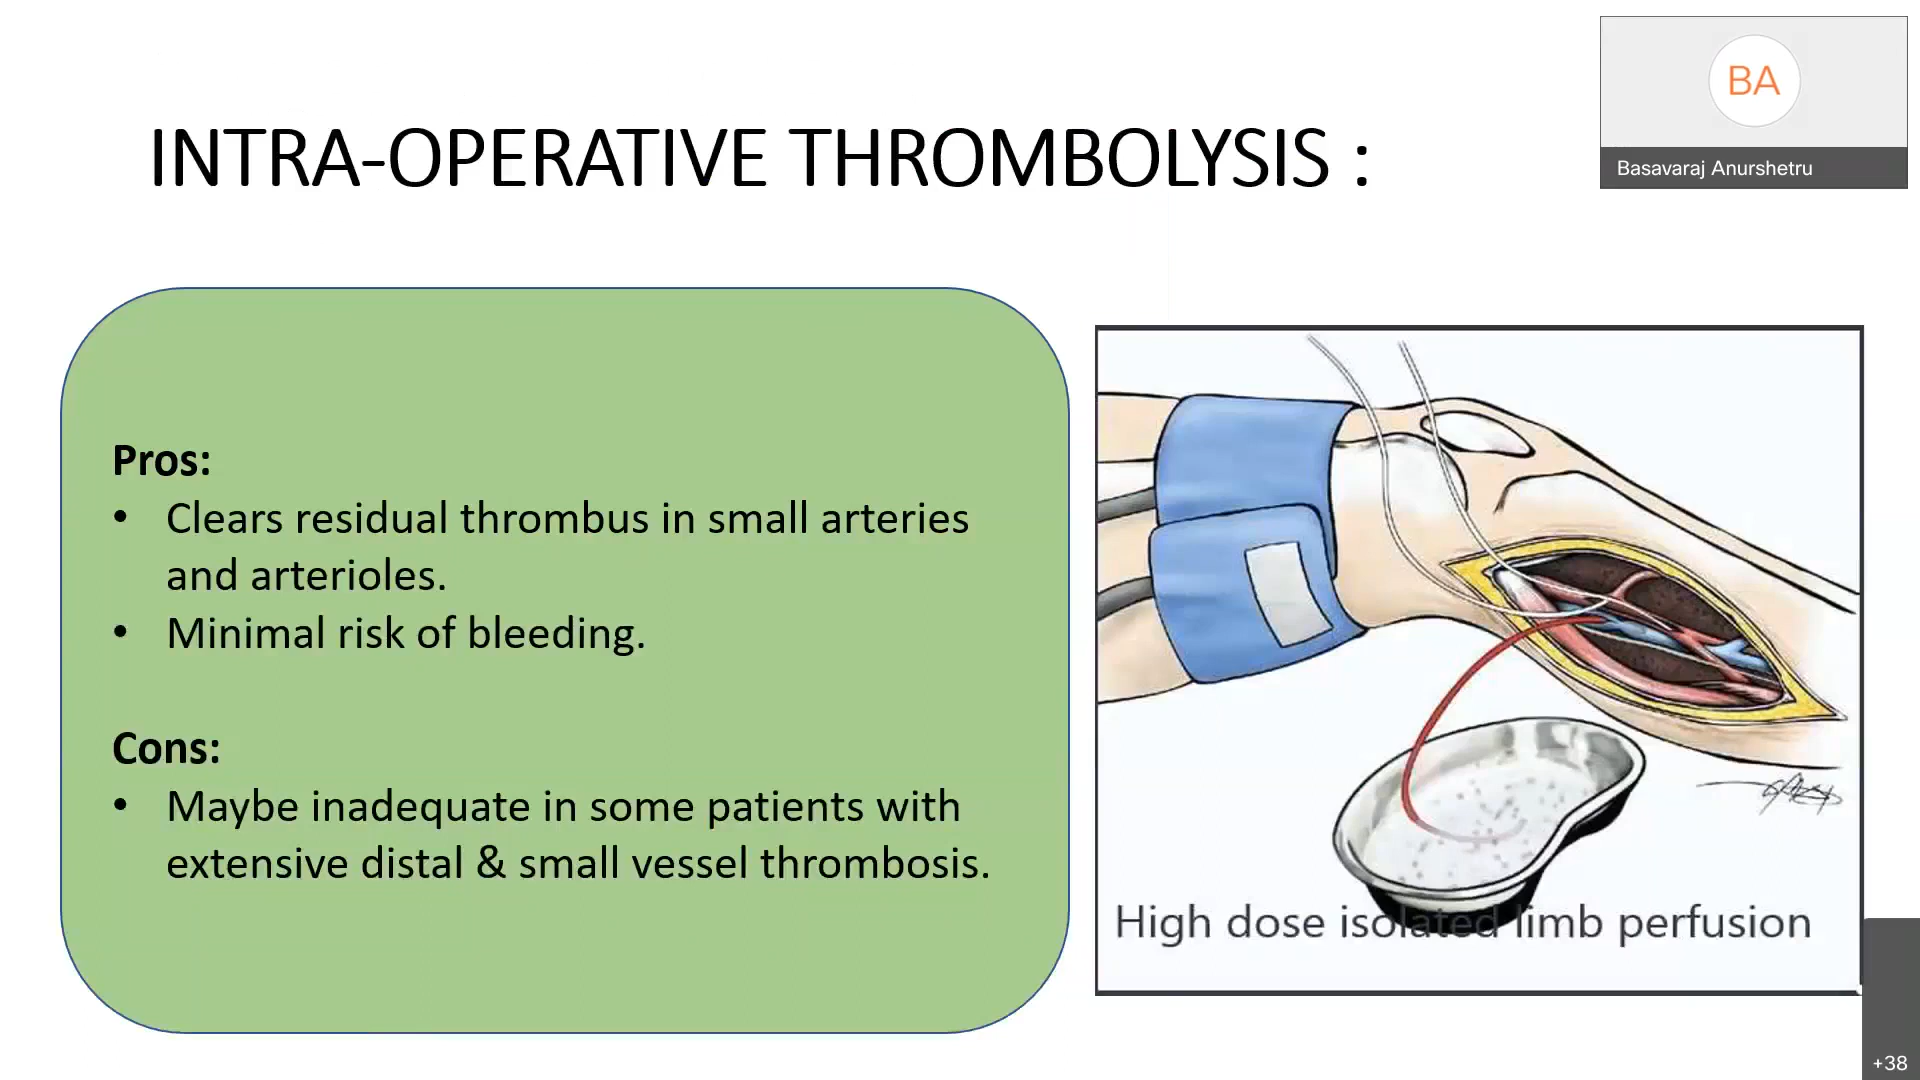 BA
Basavaraj Anurshetru
INTRA-OPERATIVE THROMBOLYSIS :
Pros:
• Clears residual thrombus in small arteries
and arterioles.
• Minimal risk of bleeding.
Cons:
• Maybe inadequate in some patients with
extensive distal & small vessel thrombosis.
High dose isolated limb perfusion
+38